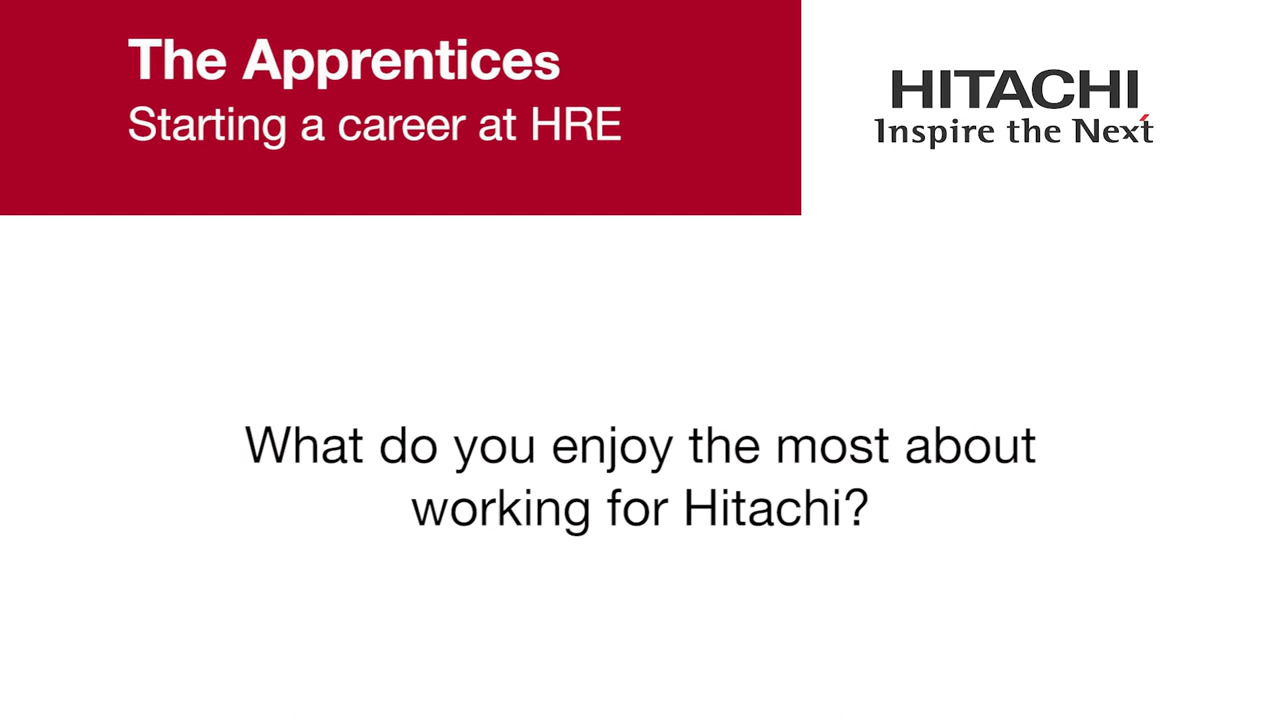 The Apprentices
Starting a career at HRE
HITACHI
Inspire the Next
What do you enjoy the most about
working for Hitachi?